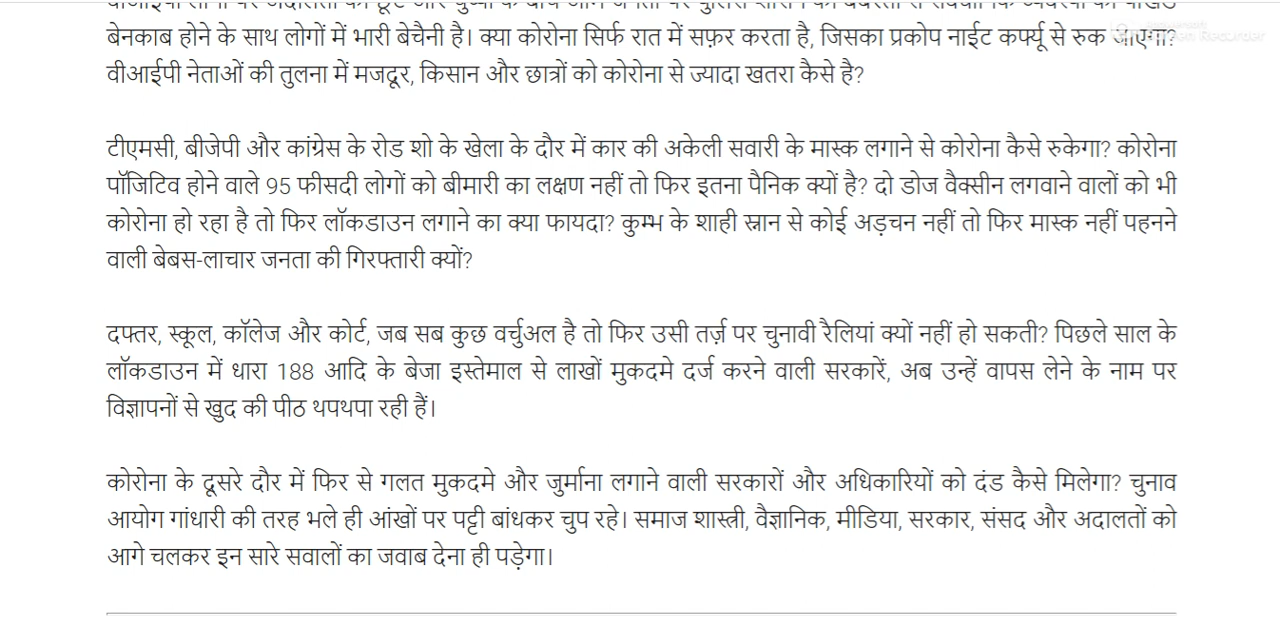 बेनकाब होने के साथ लोगों में भारी बेचैनी है। क्या कोरोना सिर्फ रात में सफ़र करता है, जिसका प्रकोप नाईट कर्फ्यू से रुक जाएगा?
वीआईपी नेताओं की तुलना में मजदूर, किसान और छात्रों को कोरोना से ज्यादा खतरा कैसे है?
टीएमसी, बीजेपी और कांग्रेस के रोड शो के खेला के दौर में कार की अकेली सवारी के मास्क लगाने से कोरोना कैसे रुकेगा? कोरोना
पॉजिटिव होने वाले 95 फीसदी लोगों को बीमारी का लक्षण नहीं तो फिर इतना पैनिक क्यों है? दो डोज वैक्सीन लगवाने वालों को भी
कोरोना हो रहा है तो फिर लॉकडाउन लगाने का क्या फायदा? कुम्भ के शाही स्नान से कोई अड़चन नहीं तो फिर मास्क नहीं पहनने
वाली बेबस-लाचार जनता की गिरफ्तारी क्यों?
दफ्तर, स्कूल, कॉलेज और कोर्ट, जब सब कुछ वर्चुअल है तो फिर उसी तर्ज़ पर चुनावी रैलियां क्यों नहीं हो सकती? पिछले साल के
लॉकडाउन में धारा 188 आदि के बेजा इस्तेमाल से लाखों मुकदमे दर्ज करने वाली सरकारें, अब उन्हें वापस लेने के नाम पर
विज्ञापनों से खुद की पीठ थपथपा रही हैं।
कोरोना के दूसरे दौर में फिर से गलत मुकदमे और जुर्माना लगाने वाली सरकारों और अधिकारियों को दंड कैसे मिलेगा? चुनाव
आयोग गांधारी की तरह भले ही आंखों पर पट्टी बांधकर चुप रहे। समाज शास्त्री, वैज्ञानिक, मीडिया, सरकार, संसद और अदालतों को
आगे चलकर इन सारे सवालों का जवाब देना ही पड़ेगा।